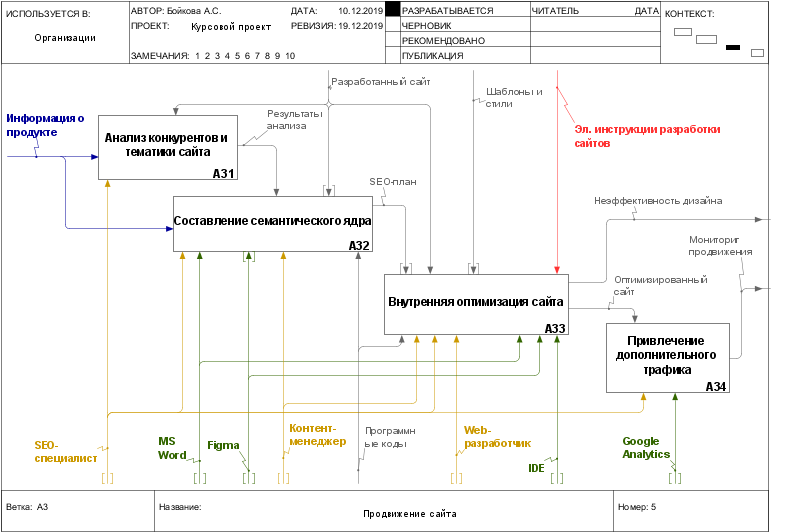 ИСПОЛЬЗУЕТСЯ В:
Организации
АВТОР: Бойкова А.С.
ДАТА: 10.12.2019
ПРОЕКТ: Курсовой проект
РЕВИЗИЯ: 19.12.2019
ЗАМЕЧАНИЯ: 1 2 3 4 5 6 7 8 9 10
РАЗРАБАТЫВАЕТСЯ
ЧЕРНОВИК
РЕКОМЕНДОВАНО
ПУБЛИКАЦИЯ
ЧИТАТЕЛЬ
ДАТА
КОНТЕКСТ:
Разработанный сайт
Шаблоны и
стили
Информация о
продукте
Результаты
анализа
Эл. инструкции разработки
сайтов
Анализ конкурентов и
тематики сайта
A31
SEO-план
Составление семантического ядра
A32
Неэффективность дизайна
Мониториг
продвижения
Оптимизированный
сайт
Внутренняя оптимизация сайта
A33
Привлечение
дополнительного
трафика
A34
SEO-
специалист
MS
Word
Figma
Контент-
менеджер
Программн
ые коды
Web-
разработчик
IDE
Google
Analytics
Ветка: A3
Название:
Продвижение сайта
Номер: 5